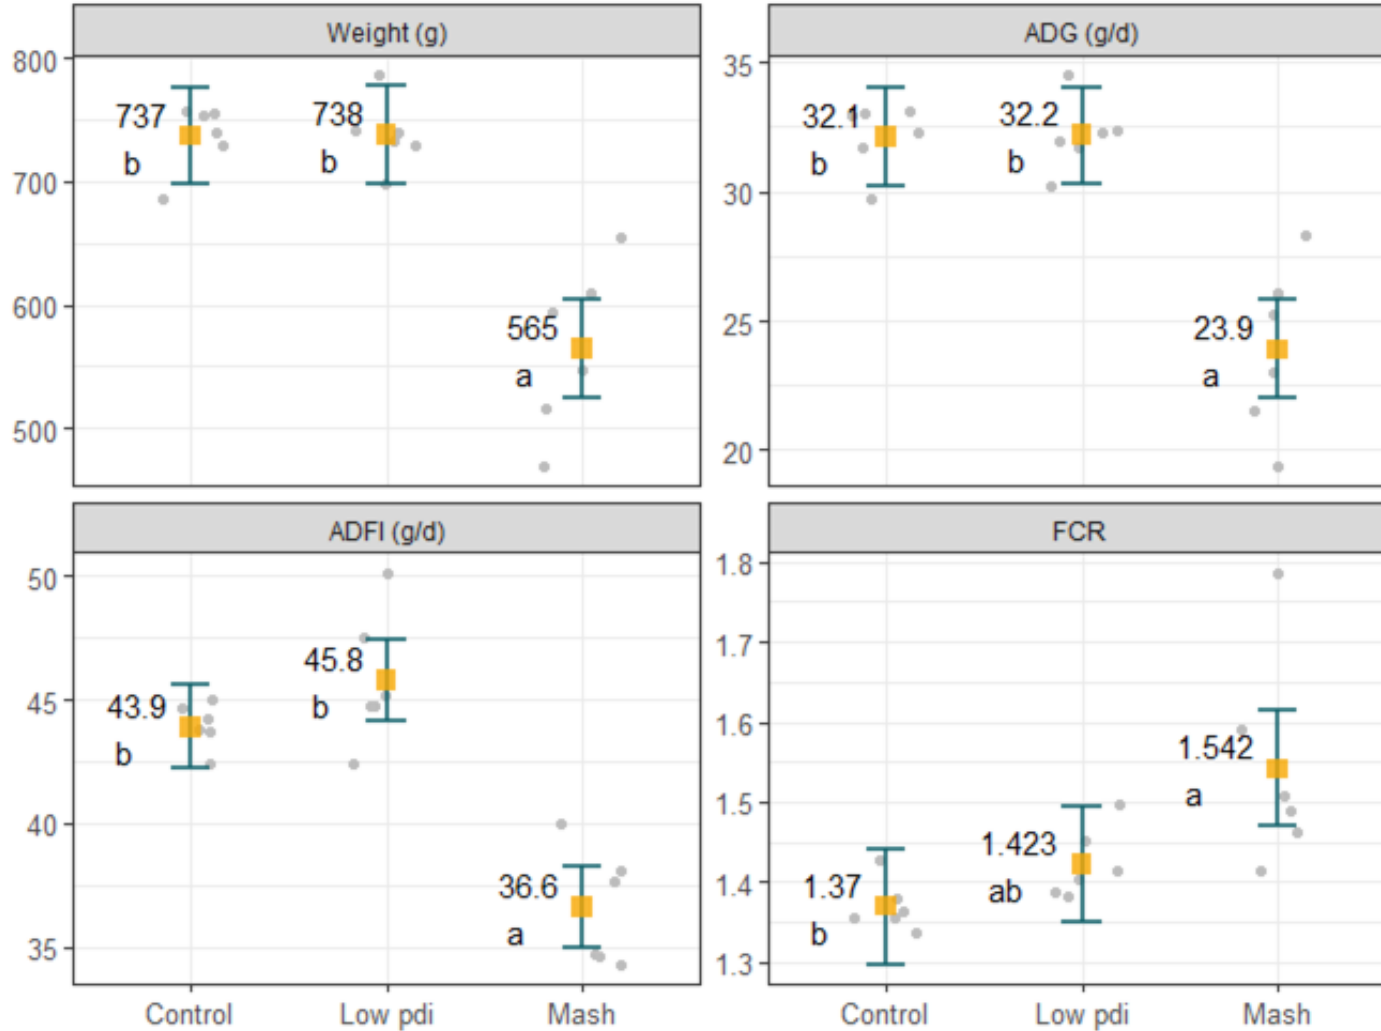 Weight (g)
800
700
600
500
737
b
738
b
565
a
ADG (g/d)
35
30
25
20
32.1
b
32.2
b
23.9
a
ADFI (g/d)
50
45
40
35
43.9
b
45.8
b
36.6
a
Control
Low pdi
Mash
FCR
1.8
1.7
1.6
1.5
1.4
1.3
1.37
b
1.423
ab
1.542
a
Control
Low pdi
Mash